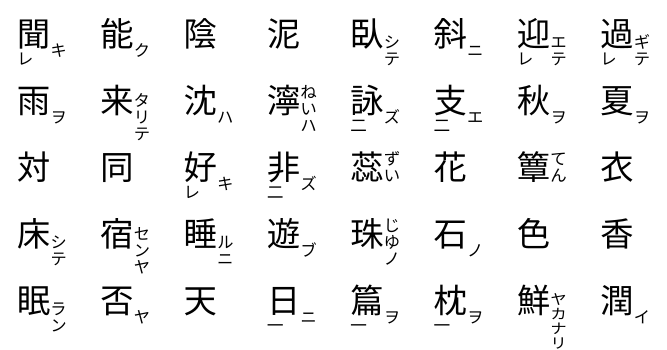 過ギテレ夏ヲ衣香潤イ
迎エテレ秋ヲ簟てん色鮮ヤカナリ
斜ニ支エ二花石ノ枕ヲ一
臥シテ詠ズ二蕊ずい珠じゆノ篇ヲ一
泥濘ねいハ非ズ二遊ブ日ニ一
陰沈ハ好キレ睡ルニ天
能ク来タリテ同宿センヤ否ヤ
聞キレ雨ヲ対床シテ眠ラン